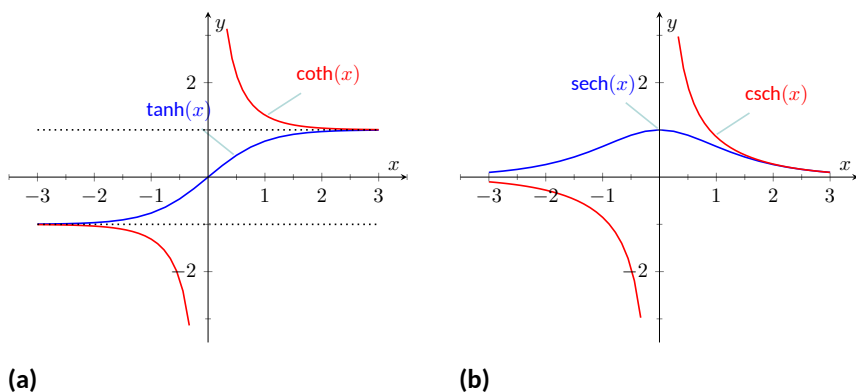 y
2
coth(x)
tanh(x)
x
−3 −2 −1 1 2 3
−2
(a)
y
2
sech(x)
csch(x)
x
−3 −2 −1 1 2 3
−2
(b)